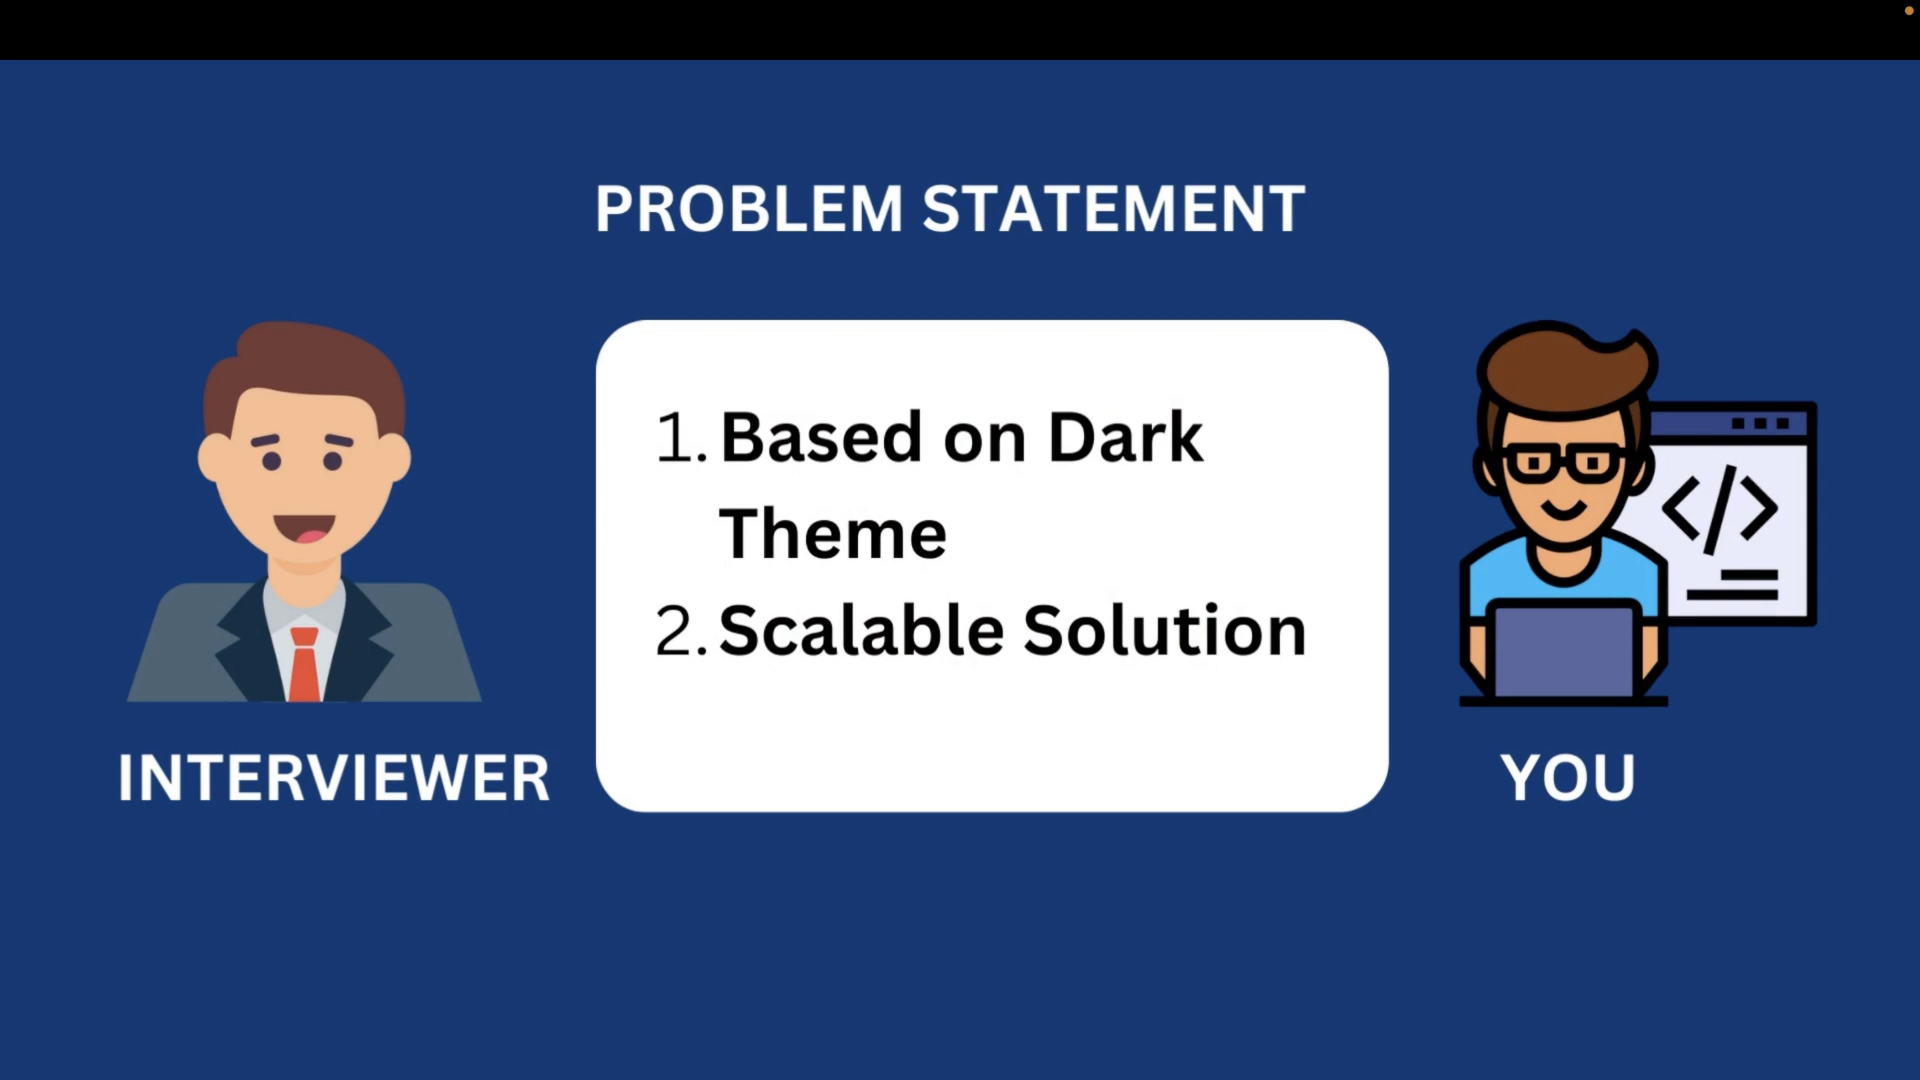 PROBLEM STATEMENT
1. Based on Dark
Theme
2. Scalable Solution
INTERVIEWER
YOU